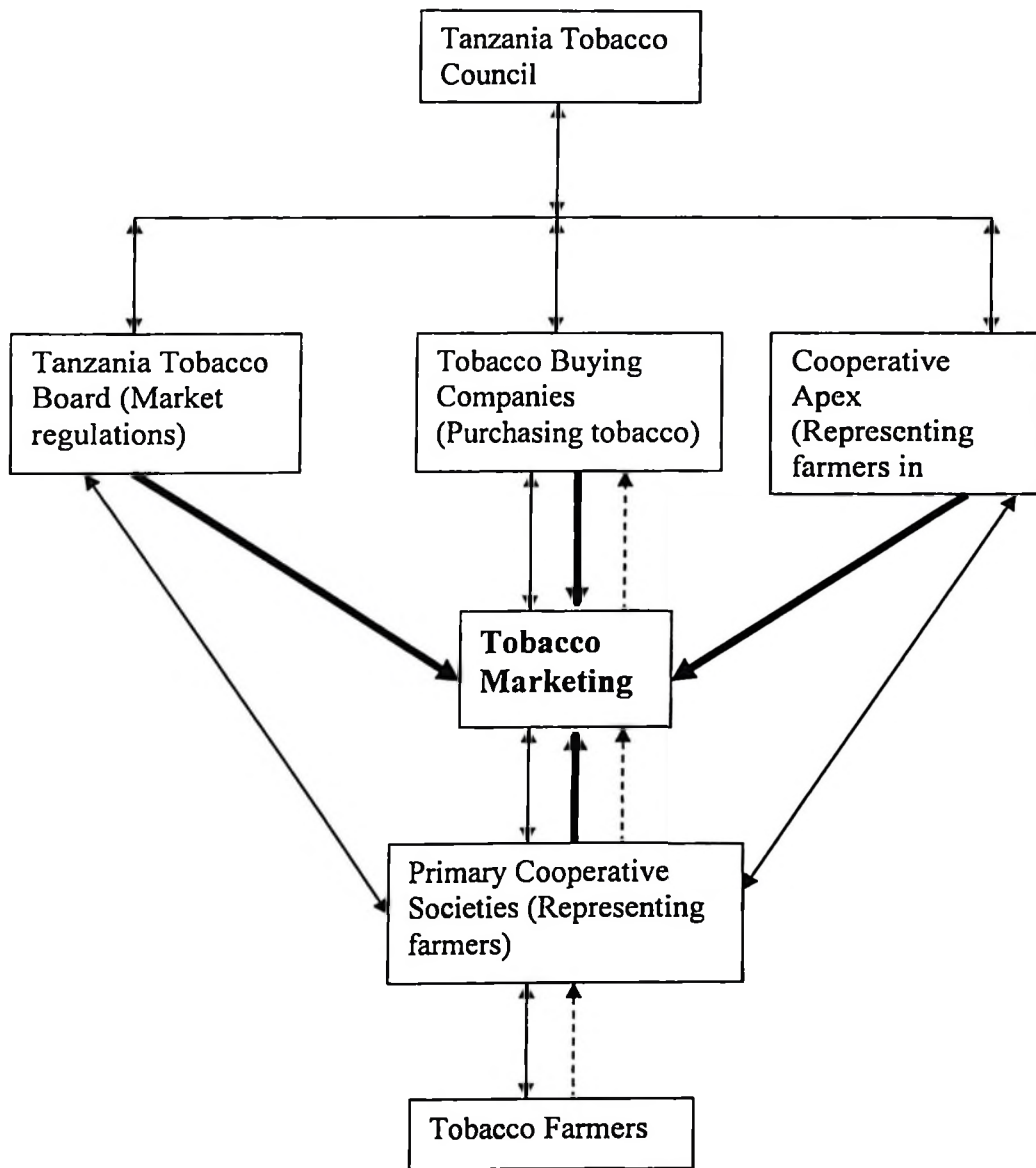 Tanzania Tobacco
Council
Tanzania Tobacco
Board (Market
regulations)
Tobacco Buying
Companies
(Purchasing tobacco)
Cooperative
Apex
(Representing
farmers in
Tobacco
Marketing
Primary Cooperative
Societies (Representing
farmers)
Tobacco Farmers